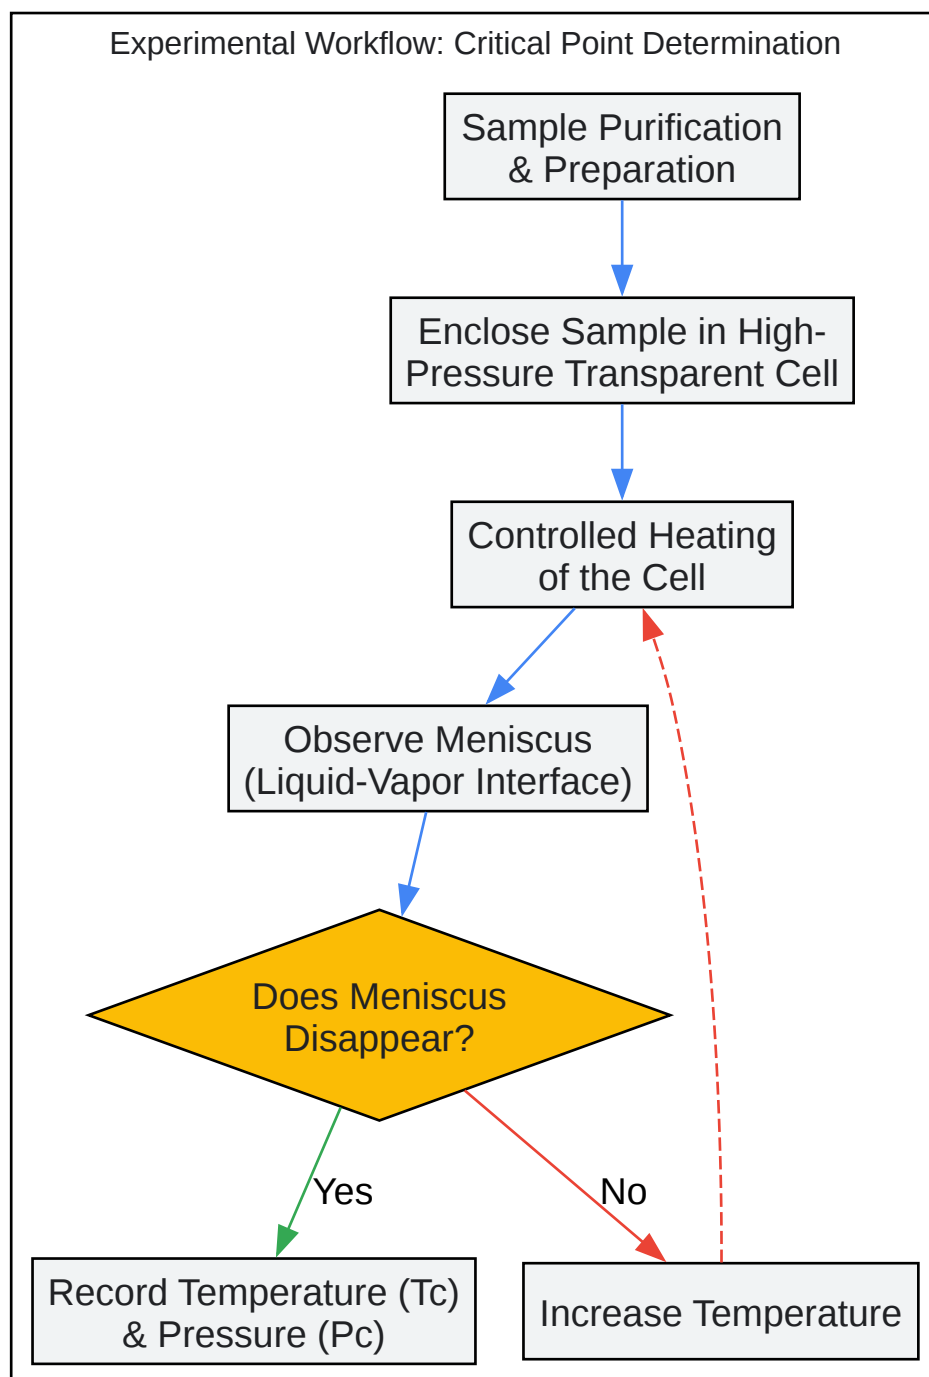 Experimental Workflow: Critical Point Determination
Sample Purification
& Preparation
Enclose Sample in High-
Pressure Transparent Cell
Controlled Heating
of the Cell
Observe Meniscus
(Liquid-Vapor Interface)
Does Meniscus
Disappear?
Yes
No
Record Temperature (Tc)
& Pressure (Pc)
Increase Temperature